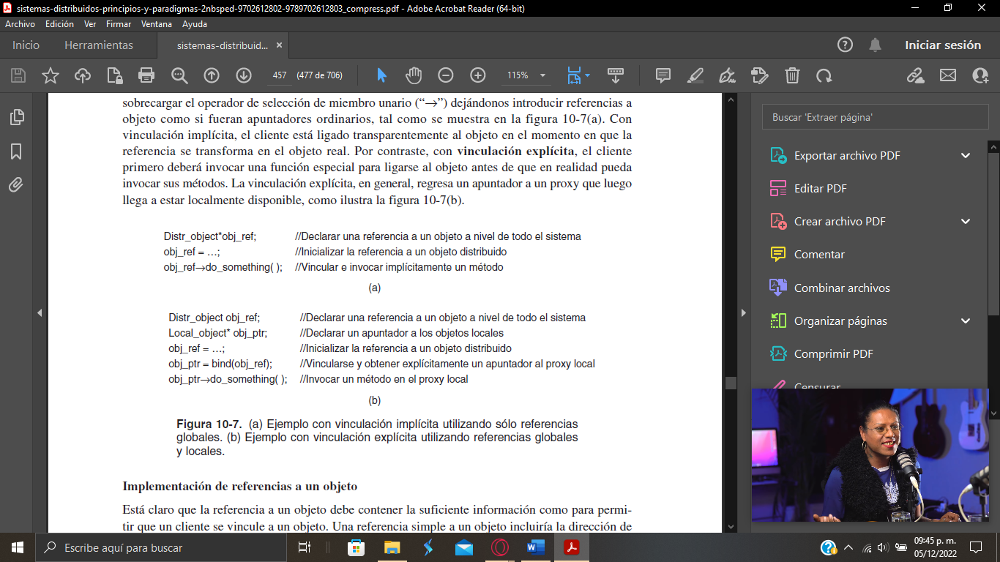 sistemas-distribuidos-principios-y-paradigmas-2nbsped-9702612802-9789702612803_compress.pdf - Adobe Acrobat Reader (64-bit)
Archivo Edición Ver Firmar Ventana Ayuda
Inicio Herramientas sistemas-distribuid... × Iniciar sesión
457 (477 de 706) 115%
sobrecargar el operador de selección de miembro unario (“→”) dejándonos introducir referencias a
objeto como si fueran apuntadores ordinarios, tal como se muestra en la figura 10-7(a). Con
vinculación implícita, el cliente está ligado transparentemente al objeto en el momento en que la
referencia se transforma en el objeto real. Por contraste, con vinculación explícita, el cliente
primero deberá invocar una función especial para ligarse al objeto antes de que en realidad pueda
invocar sus métodos. La vinculación explícita, en general, regresa un apuntador a un proxy que luego
llega a estar localmente disponible, como ilustra la figura 10-7(b).
Distr_object*obj_ref; //Declarar una referencia a un objeto a nivel de todo el sistema
obj_ref = …; //Inicializar la referencia a un objeto distribuido
obj_ref→do_something( ); //Vincular e invocar implícitamente un método
(a)
Distr_object obj_ref; //Declarar una referencia a un objeto a nivel de todo el sistema
Local_object* obj_ptr; //Declarar un apuntador a los objetos locales
obj_ref = …; //Inicializar la referencia a un objeto distribuido
obj_ptr = bind(obj_ref); //Vincularse y obtener explícitamente un apuntador al proxy local
obj_ptr→do_something( ); //Invocar un método en el proxy local
(b)
Figura 10-7. (a) Ejemplo con vinculación implícita utilizando sólo referencias
globales. (b) Ejemplo con vinculación explícita utilizando referencias globales
y locales.
Implementación de referencias a un objeto
Está claro que la referencia a un objeto debe contener la suficiente información como para permi-
tir que un cliente se vincule a un objeto. Una referencia simple a un objeto incluiría la dirección de
Buscar 'Extraer página'
Exportar archivo PDF
Editar PDF
Crear archivo PDF
Comentar
Combinar archivos
Organizar páginas
Comprimir PDF
Censurar
Escribe aquí para buscar
09:45 p. m.
05/12/2022